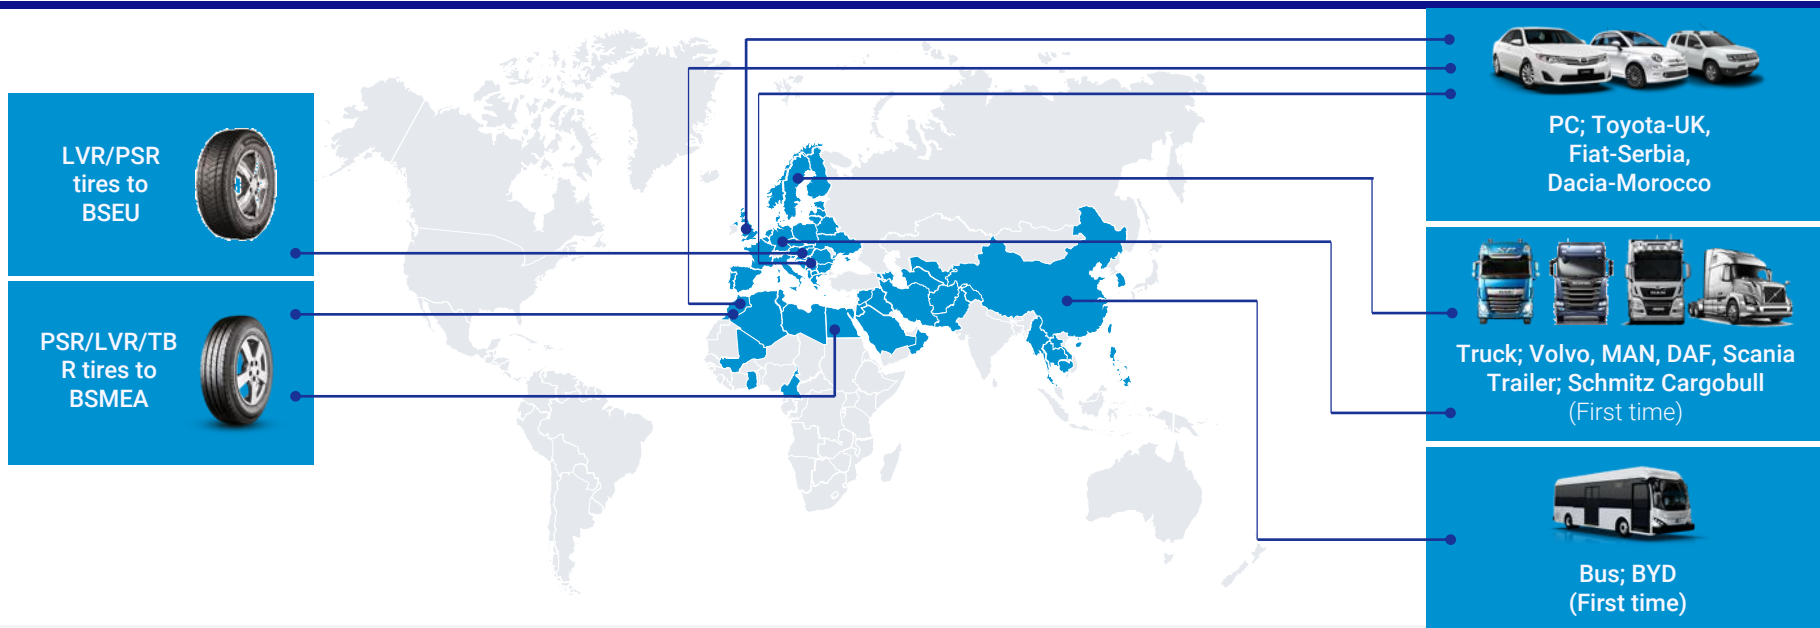 LVR/PSR
tires to
BSEU
PSR/LVR/TB
R tires to
BSMEA
PC; Toyota-UK,
Fiat-Serbia,
Dacia-Morocco
Truck; Volvo, MAN, DAF, Scania
Trailer; Schmitz Cargobull
(First time)
Bus; BYD
(First time)